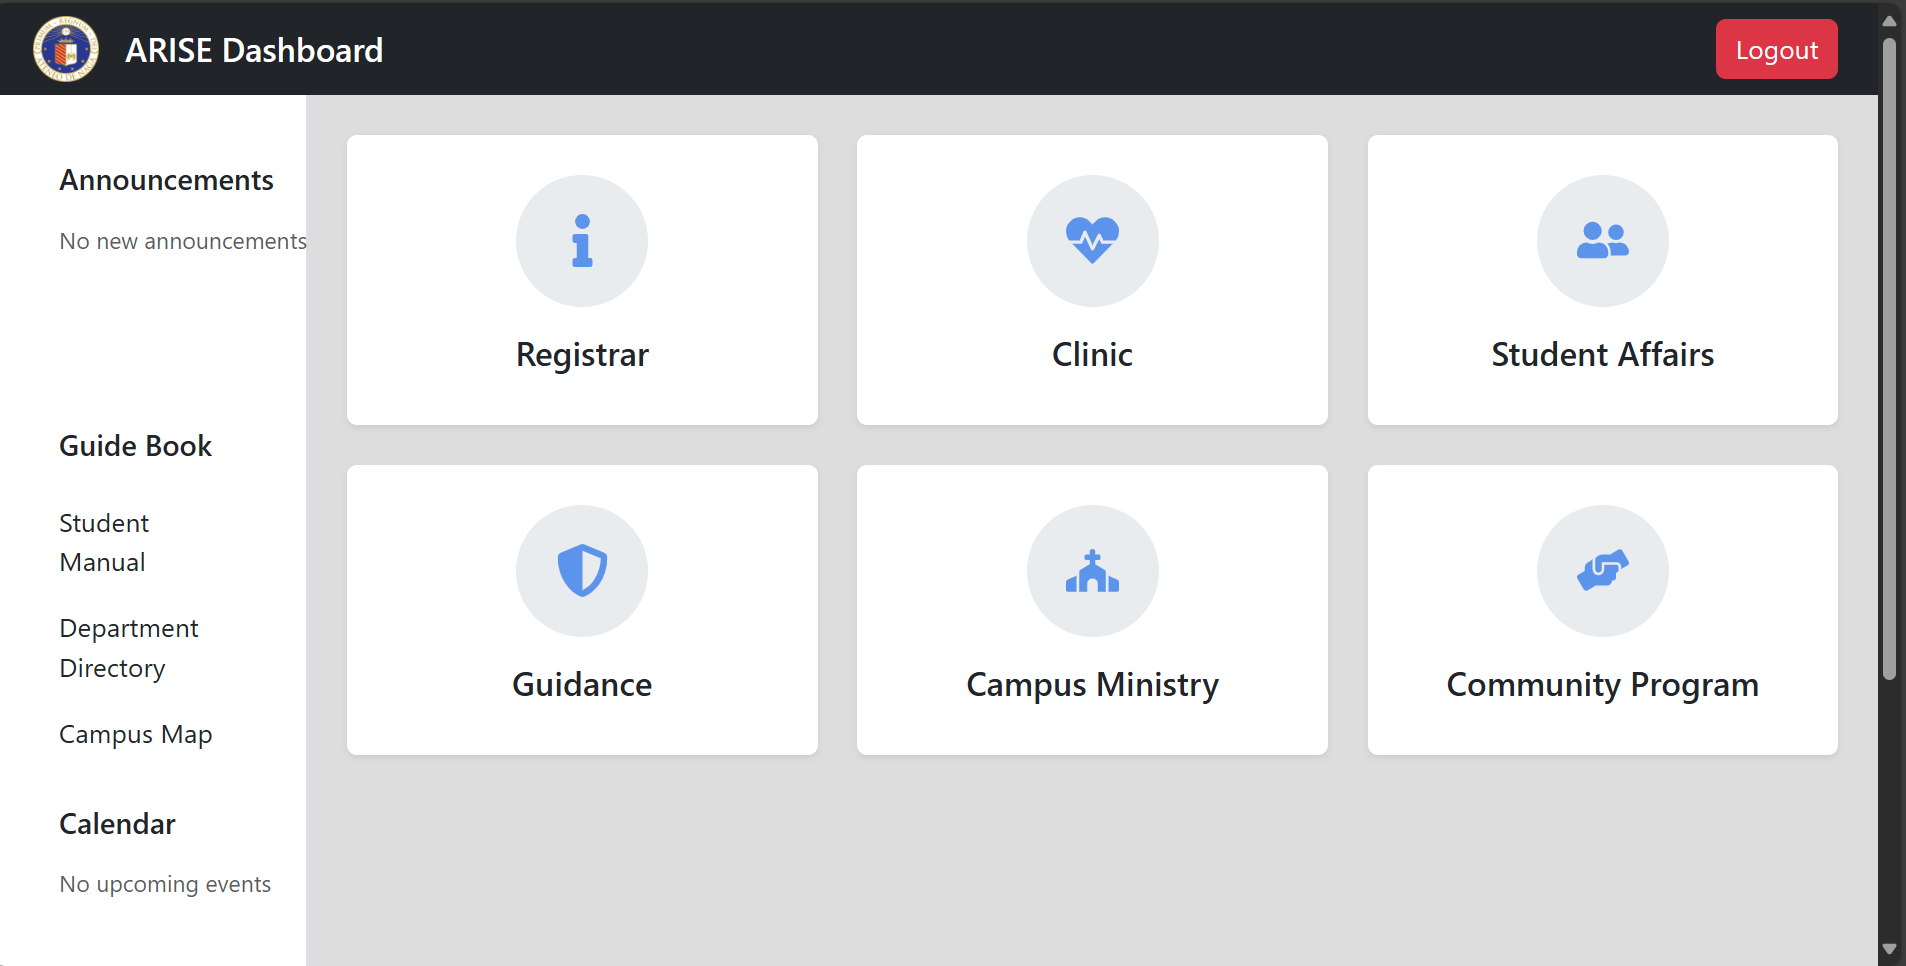 ARISE Dashboard
Logout
Announcements
No new announcements
Guide Book
Student
Manual
Department
Directory
Campus Map
Calendar
No upcoming events
Registrar
Clinic
Student Affairs
Guidance
Campus Ministry
Community Program